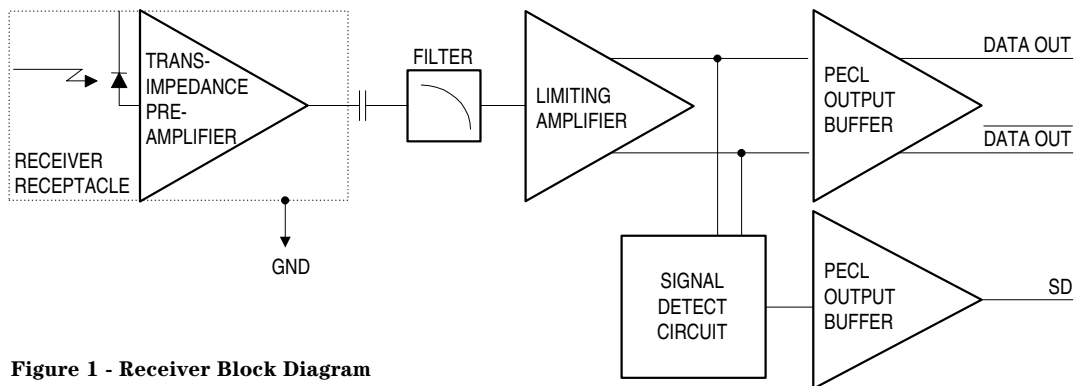 TRANS-
IMPEDANCE
PRE-
AMPLIFIER
RECEIVER
RECEPTACLE
GND
FILTER
LIMITING
AMPLIFIER
PECL
OUTPUT
BUFFER
DATA OUT
DATA OUT
SIGNAL
DETECT
CIRCUIT
PECL
OUTPUT
BUFFER
SD
Figure 1 - Receiver Block Diagram